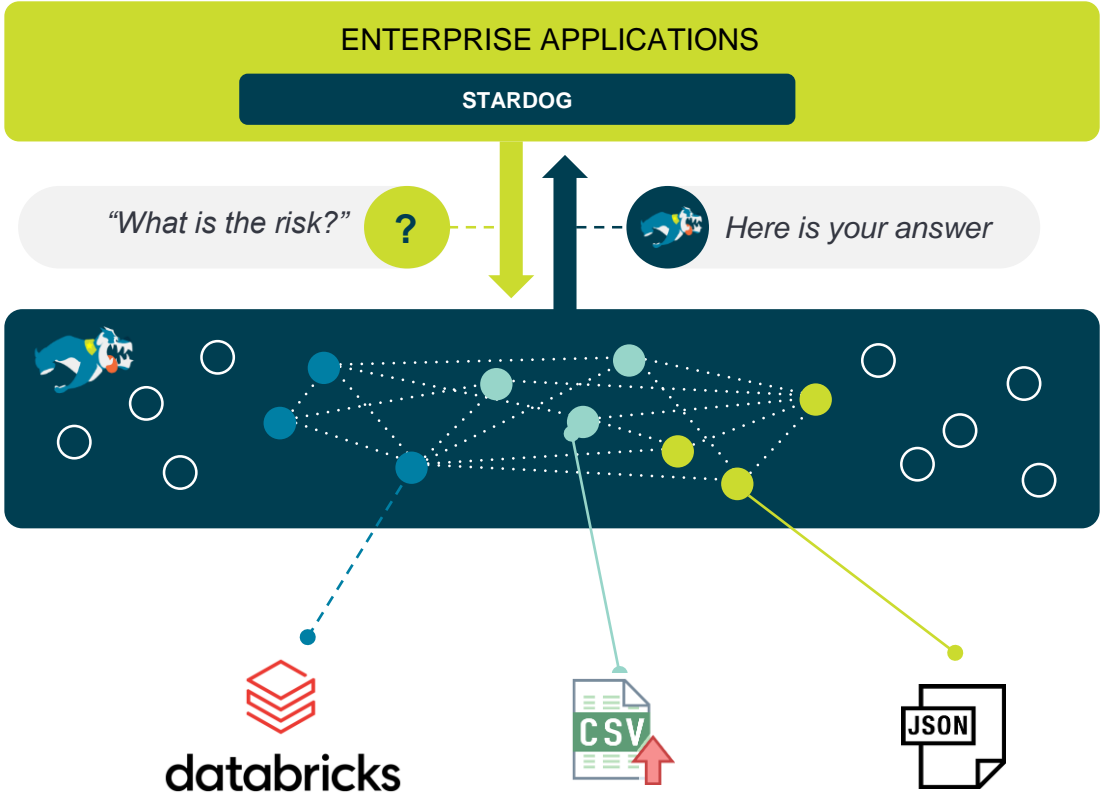 ENTERPRISE APPLICATIONS
STARDOG
“What is the risk?”
?
Here is your answer
databricks
CSV
JSON